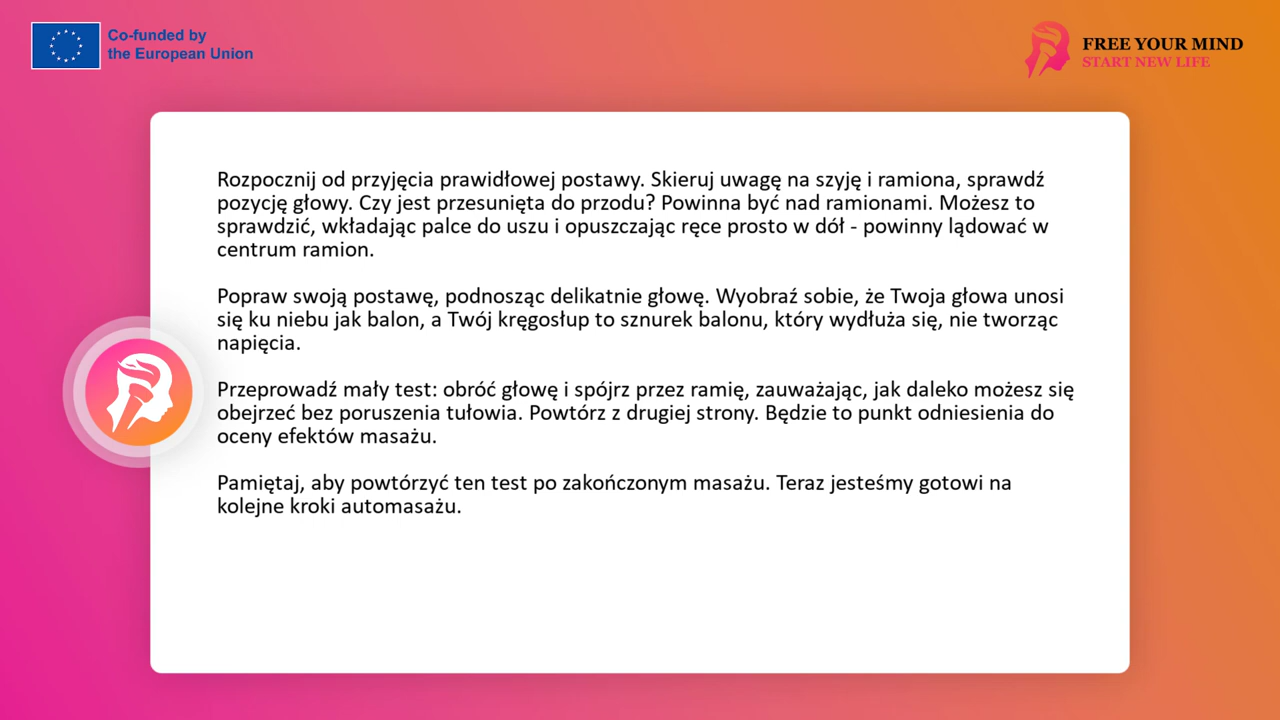 Co-funded by
the European Union
FREE YOUR MIND
START NEW LIFE
Rozpocznij od przyjęcia prawidłowej postawy. Skieruj uwagę na szyję i ramiona, sprawdź
pozycję głowy. Czy jest przesunięta do przodu? Powinna być nad ramionami. Możesz to
sprawdzić, wkładając palce do uszu i opuszczając ręce prosto w dół - powinny lądować w
centrum ramion.
Popraw swoją postawę, podnosząc delikatnie głowę. Wyobraź sobie, że Twoja głowa unosi
się ku niebu jak balon, a Twój kręgosłup to sznurek balonu, który wydłuża się, nie tworząc
napięcia.
Przeprowadź mały test: obróć głowę i spójrz przez ramię, zauważając, jak daleko możesz się
obejrzeć bez poruszenia tułowia. Powtórz z drugiej strony. Będzie to punkt odniesienia do
oceny efektów masażu.
Pamiętaj, aby powtórzyć ten test po zakończonym masażu. Teraz jesteśmy gotowi na
kolejne kroki automasażu.